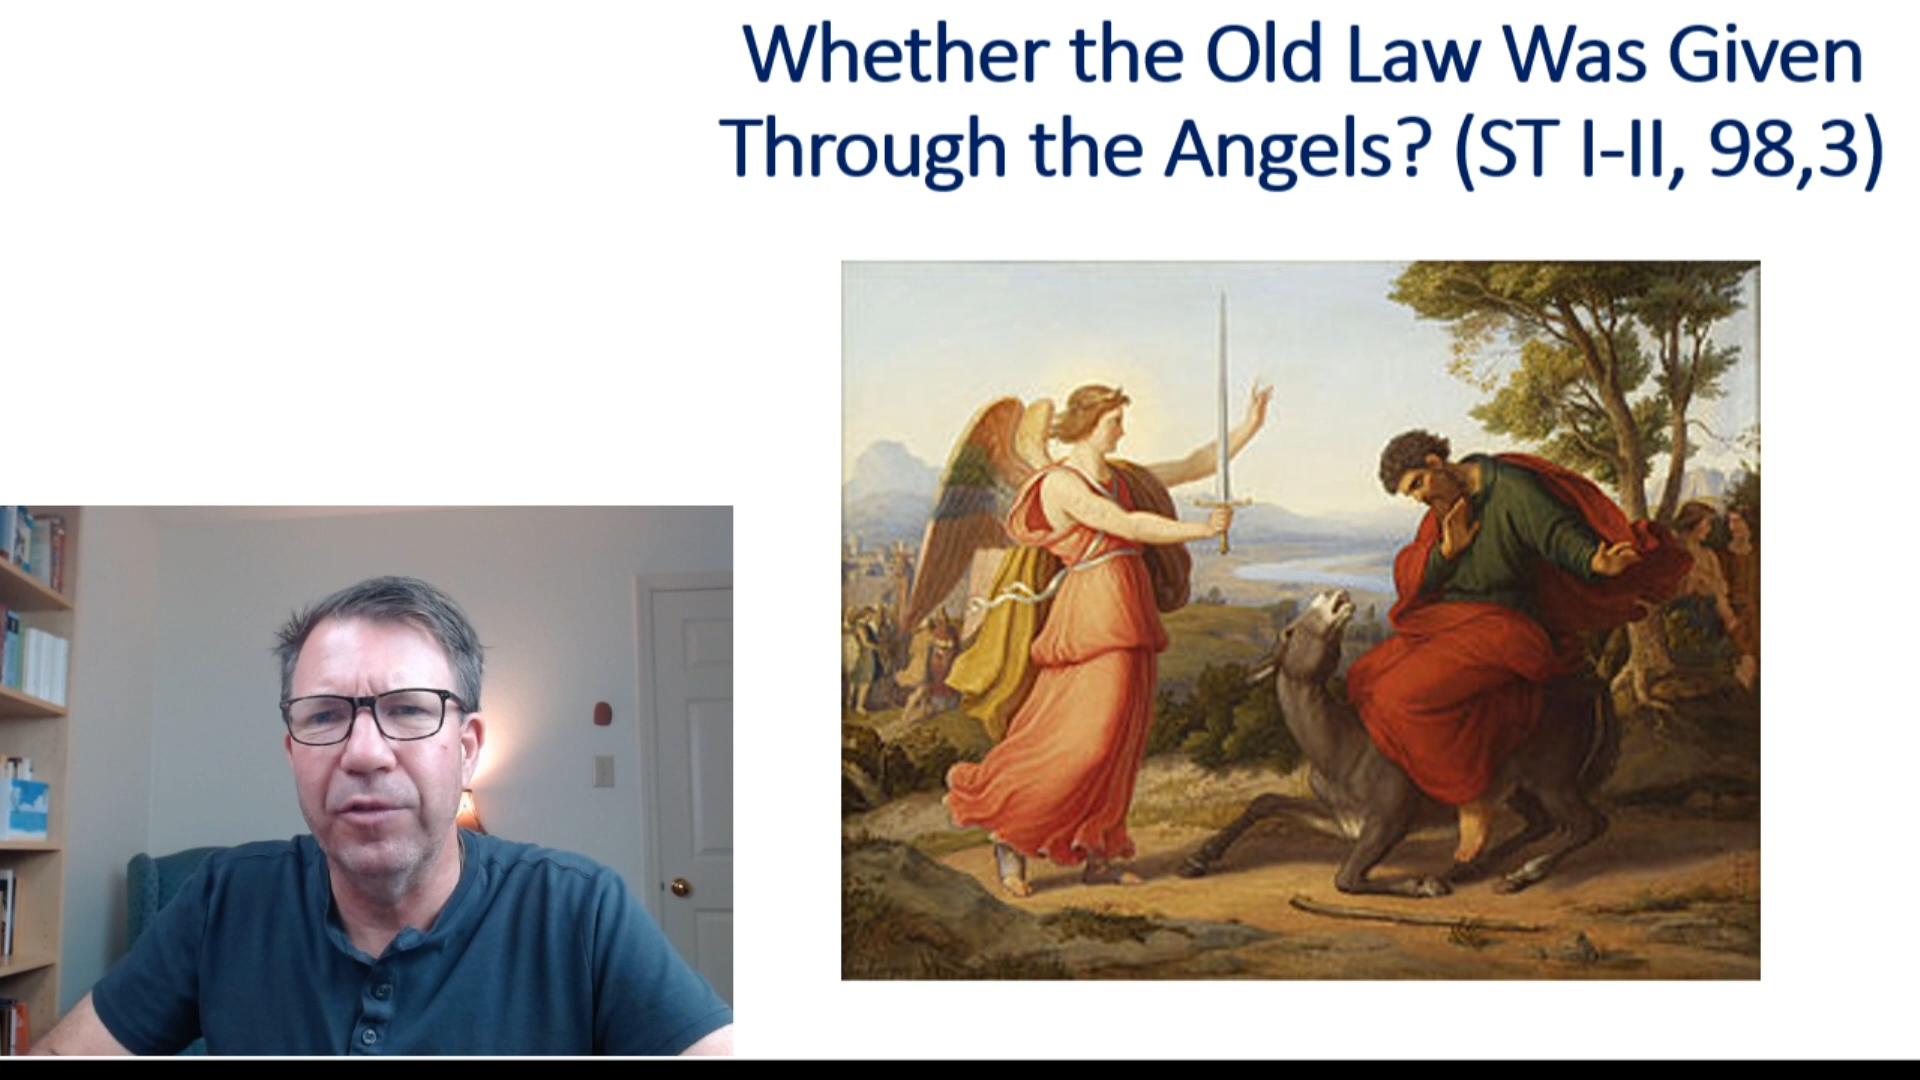 Whether the Old Law Was Given
Through the Angels? (ST I-II, 98,3)